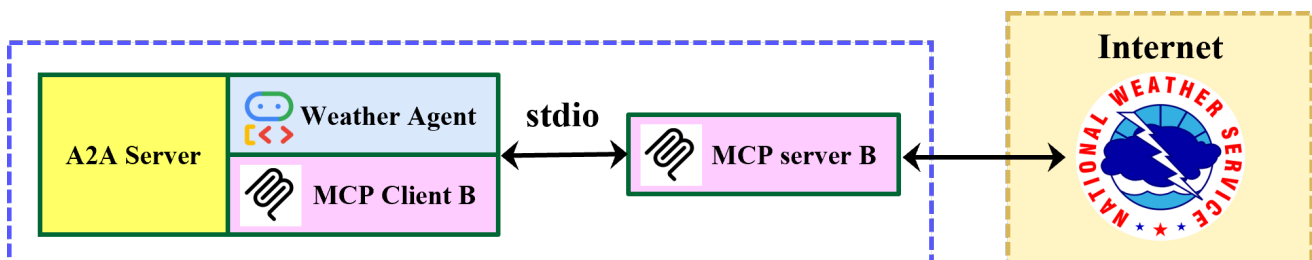 Internet
A2A Server
Weather Agent
MCP Client B
stdio
MCP server B
NATIONAL WEATHER SERVICE